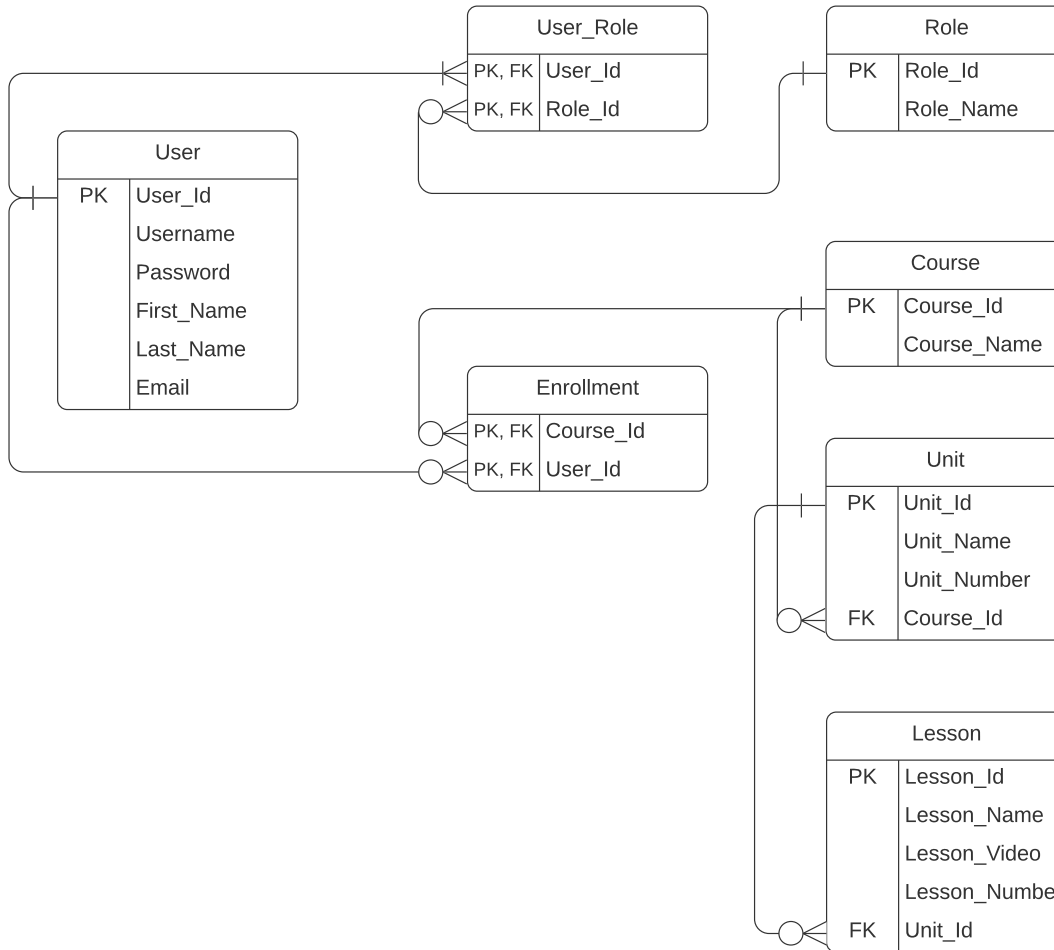 User_Role
PK, FK User_Id
PK, FK Role_Id
Role
PK Role_Id
Role_Name
User
PK User_Id
Username
Password
First_Name
Last_Name
Email
Course
PK Course_Id
Course_Name
Enrollment
PK, FK Course_Id
PK, FK User_Id
Unit
PK Unit_Id
Unit_Name
Unit_Number
FK Course_Id
Lesson
PK Lesson_Id
Lesson_Name
Lesson_Video
Lesson_Numbe
FK Unit_Id